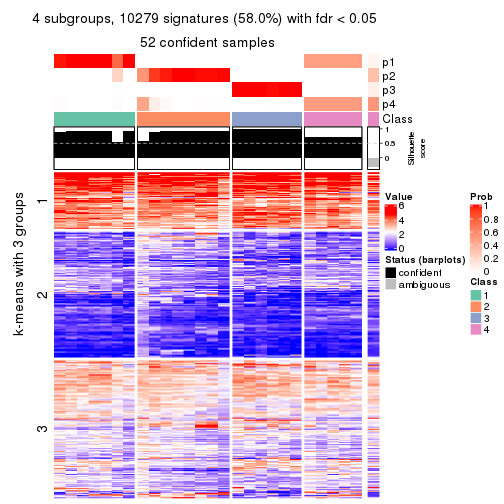 4 subgroups, 10279 signatures (58.0%) with fdr < 0.05
52 confident samples
p1
p2
p3
p4
Class
1
0.5
0
Silhouette
score
k-means with 3 groups
1
2
3
Value
6
4
2
0
Status (barplots)
confident
ambiguous
Prob
1
0.8
0.6
0.4
0.2
0
Class
1
2
3
4